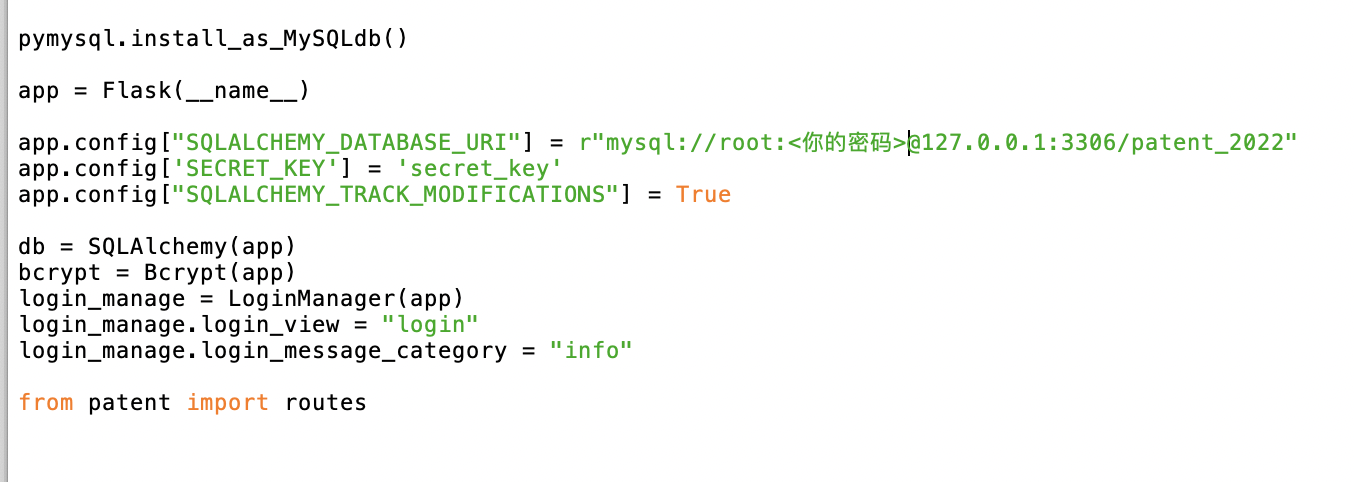 pymysql.install_as_MySQLdb()
app = Flask(__name__)
app.config["SQLALCHEMY_DATABASE_URI"] = r"mysql://root:<你的密码>@127.0.0.1:3306/patent_2022"
app.config['SECRET_KEY'] = 'secret_key'
app.config["SQLALCHEMY_TRACK_MODIFICATIONS"] = True
db = SQLAlchemy(app)
bcrypt = Bcrypt(app)
login_manage = LoginManager(app)
login_manage.login_view = "login"
login_manage.login_message_category = "info"
from patent import routes